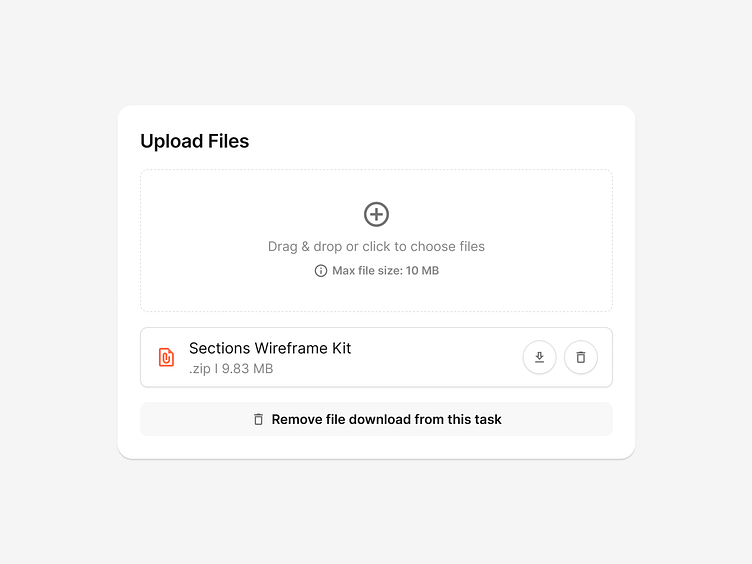 Upload Files
Drag & drop or click to choose files
Max file size: 10 MB
Sections Wireframe Kit
.zip I 9.83 MB
Remove file download from this task